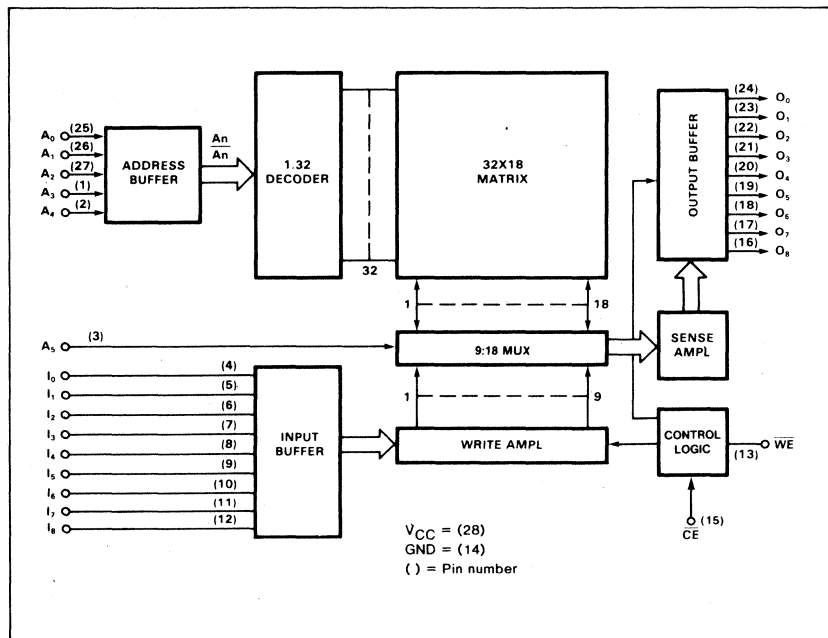 A₀ (25)
A₁ (26)
A₂ (27)
A₃ (1)
A₄ (2)
ADDRESS
BUFFER
An
A̅n̅
1.32
DECODER
32
32X18
MATRIX
OUTPUT BUFFER
(24) O₀
(23) O₁
(22) O₂
(21) O₃
(20) O₄
(19) O₅
(18) O₆
(17) O₇
(16) O₈
1 18
A₅ (3)
9:18 MUX
SENSE
AMPL
I₀ (4)
I₁ (5)
I₂ (6)
I₃ (7)
I₄ (8)
I₅ (9)
I₆ (10)
I₇ (11)
I₈ (12)
INPUT
BUFFER
1 9
WRITE AMPL
CONTROL
LOGIC
W̅E̅
(13)
(15)
C̅E̅
VCC = (28)
GND = (14)
( ) = Pin number